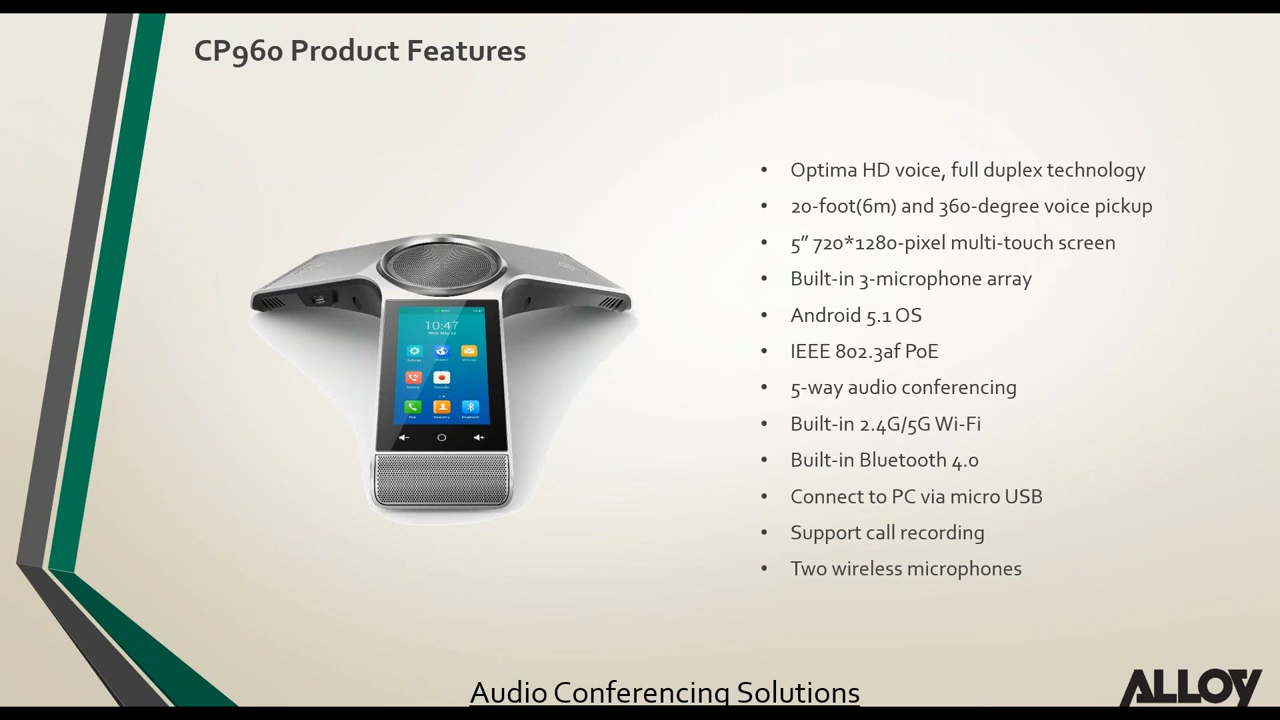 CP960 Product Features
• Optima HD voice, full duplex technology
• 20-foot(6m) and 360-degree voice pickup
• 5” 720*1280-pixel multi-touch screen
• Built-in 3-microphone array
• Android 5.1 OS
• IEEE 802.3af PoE
• 5-way audio conferencing
• Built-in 2.4G/5G Wi-Fi
• Built-in Bluetooth 4.0
• Connect to PC via micro USB
• Support call recording
• Two wireless microphones
10:47
Audio Conferencing Solutions
ALLOY